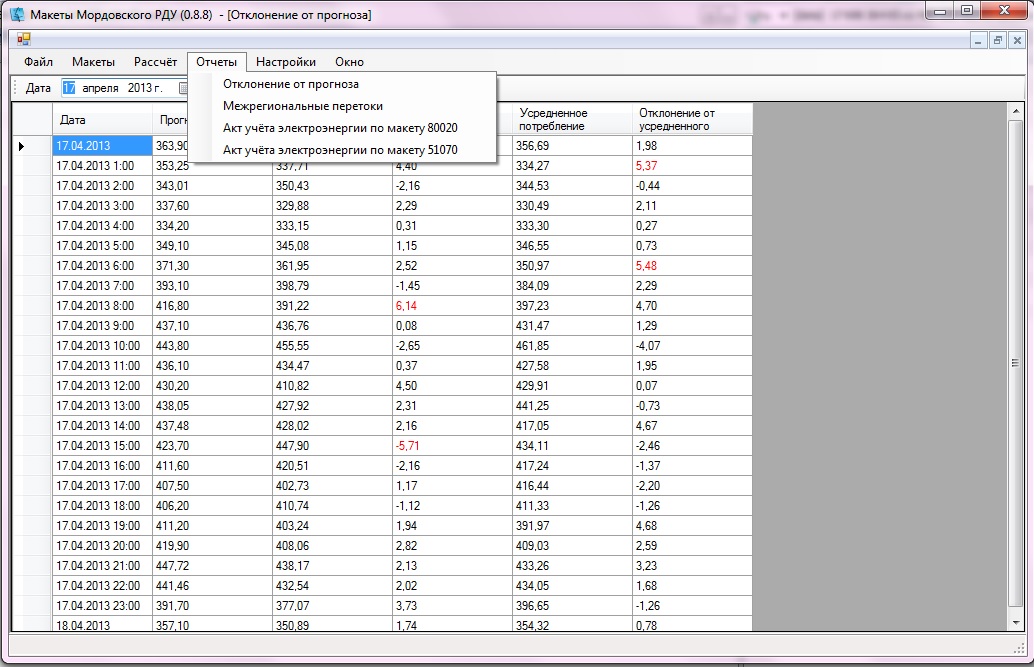 Макеты Мордовского РДУ (0.8.8) - [Отклонение от прогноза]
Файл Макеты Рассчёт Отчеты Настройки Окно
Дата 17 апреля 2013 г.
Отклонение от прогноза
Межрегиональные перетоки
Акт учёта электроэнергии по макету 80020
Акт учёта электроэнергии по макету 51070
Дата Прогн Усредненное потребление Отклонение от усредненного
17.04.2013 363,90 356,69 1,98
17.04.2013 1:00 353,25 337,71 4,40 334,27 5,37
17.04.2013 2:00 343,01 350,43 -2,16 344,53 -0,44
17.04.2013 3:00 337,60 329,88 2,29 330,49 2,11
17.04.2013 4:00 334,20 333,15 0,31 333,30 0,27
17.04.2013 5:00 349,10 345,08 1,15 346,55 0,73
17.04.2013 6:00 371,30 361,95 2,52 350,97 5,48
17.04.2013 7:00 393,10 398,79 -1,45 384,09 2,29
17.04.2013 8:00 416,80 391,22 6,14 397,23 4,70
17.04.2013 9:00 437,10 436,76 0,08 431,47 1,29
17.04.2013 10:00 443,80 455,55 -2,65 461,85 -4,07
17.04.2013 11:00 436,10 434,47 0,37 427,58 1,95
17.04.2013 12:00 430,20 410,82 4,50 429,91 0,07
17.04.2013 13:00 438,05 427,92 2,31 441,25 -0,73
17.04.2013 14:00 437,48 428,02 2,16 417,05 4,67
17.04.2013 15:00 423,70 447,90 -5,71 434,11 -2,46
17.04.2013 16:00 411,60 420,51 -2,16 417,24 -1,37
17.04.2013 17:00 407,50 402,73 1,17 416,44 -2,20
17.04.2013 18:00 406,20 410,74 -1,12 411,33 -1,26
17.04.2013 19:00 411,20 403,24 1,94 391,97 4,68
17.04.2013 20:00 419,90 408,06 2,82 409,03 2,59
17.04.2013 21:00 447,72 438,17 2,13 433,26 3,23
17.04.2013 22:00 441,46 432,54 2,02 434,05 1,68
17.04.2013 23:00 391,70 377,07 3,73 396,65 -1,26
18.04.2013 357,10 350,89 1,74 354,32 0,78